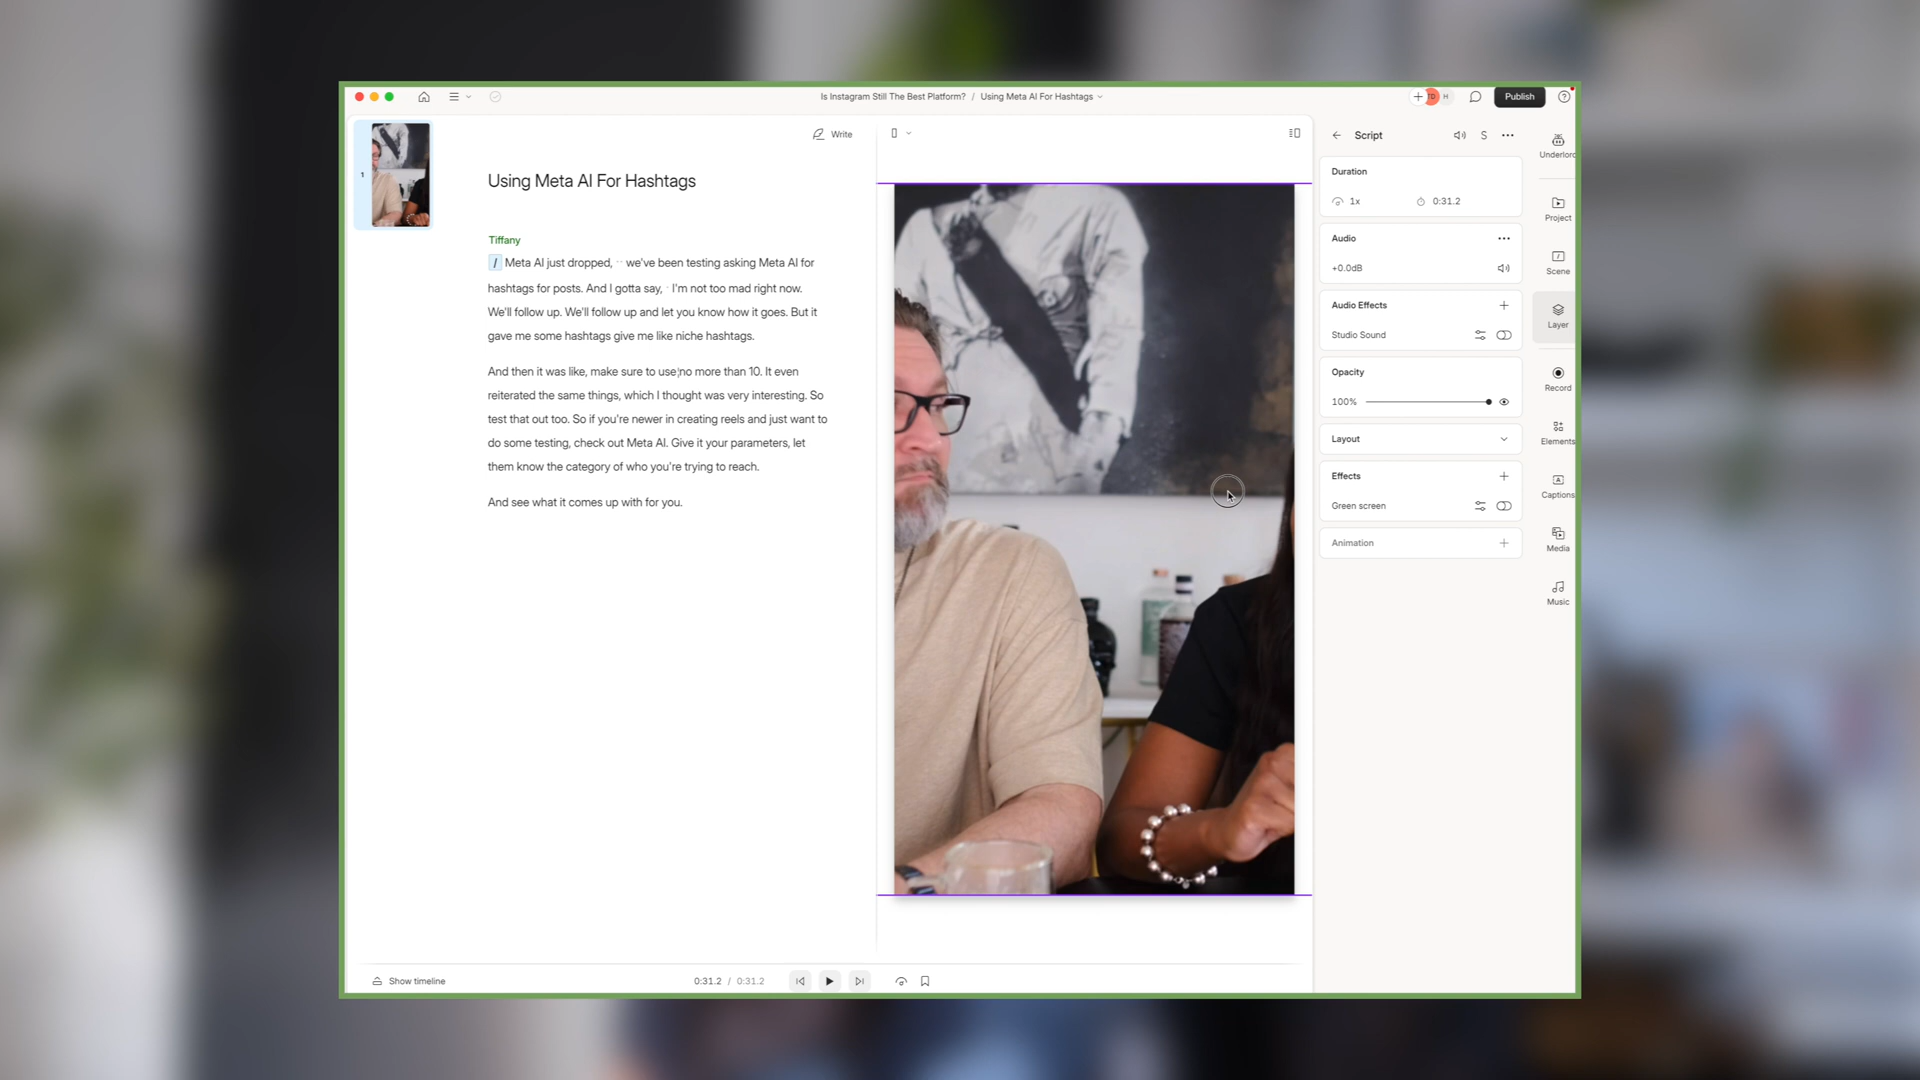 Is Instagram Still The Best Platform? / Using Meta AI For Hashtags
TD H
Publish
1
Write
Using Meta AI For Hashtags
Tiffany
/ Meta AI just dropped, we've been testing asking Meta AI for
hashtags for posts. And I gotta say, I'm not too mad right now.
We'll follow up. We'll follow up and let you know how it goes. But it
gave me some hashtags give me like niche hashtags.
And then it was like, make sure to use no more than 10. It even
reiterated the same things, which I thought was very interesting. So
test that out too. So if you're newer in creating reels and just want to
do some testing, check out Meta AI. Give it your parameters, let
them know the category of who you're trying to reach.
And see what it comes up with for you.
Script
S
Duration
1x
0:31.2
Audio
+0.0dB
Audio Effects
Studio Sound
Opacity
100%
Layout
Effects
Green screen
Animation
Underlord
Project
Scene
Layer
Record
Elements
Captions
Media
Music
Show timeline
0:31.2 / 0:31.2